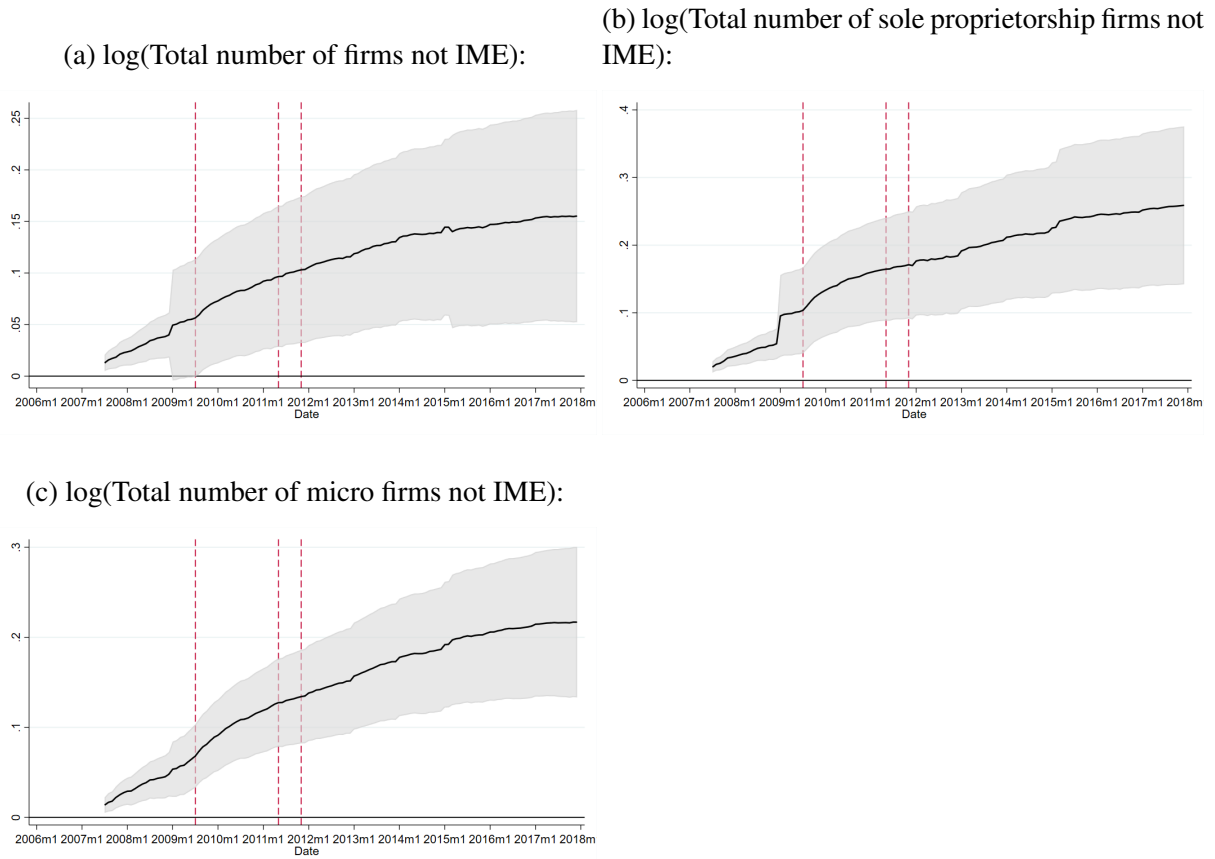 (a) log(Total number of firms not IME):
(b) log(Total number of sole proprietorship firms not
IME):
.25
.2
.15
.1
.05
0
2006m1 2007m1 2008m1 2009m1 2010m1 2011m1 2012m1 2013m1 2014m1 2015m1 2016m1 2017m1 2018m
Date
.4
.3
.2
.1
0
2006m1 2007m1 2008m1 2009m1 2010m1 2011m1 2012m1 2013m1 2014m1 2015m1 2016m1 2017m1 2018m
Date
(c) log(Total number of micro firms not IME):
.3
.2
.1
0
2006m1 2007m1 2008m1 2009m1 2010m1 2011m1 2012m1 2013m1 2014m1 2015m1 2016m1 2017m1 2018m
Date